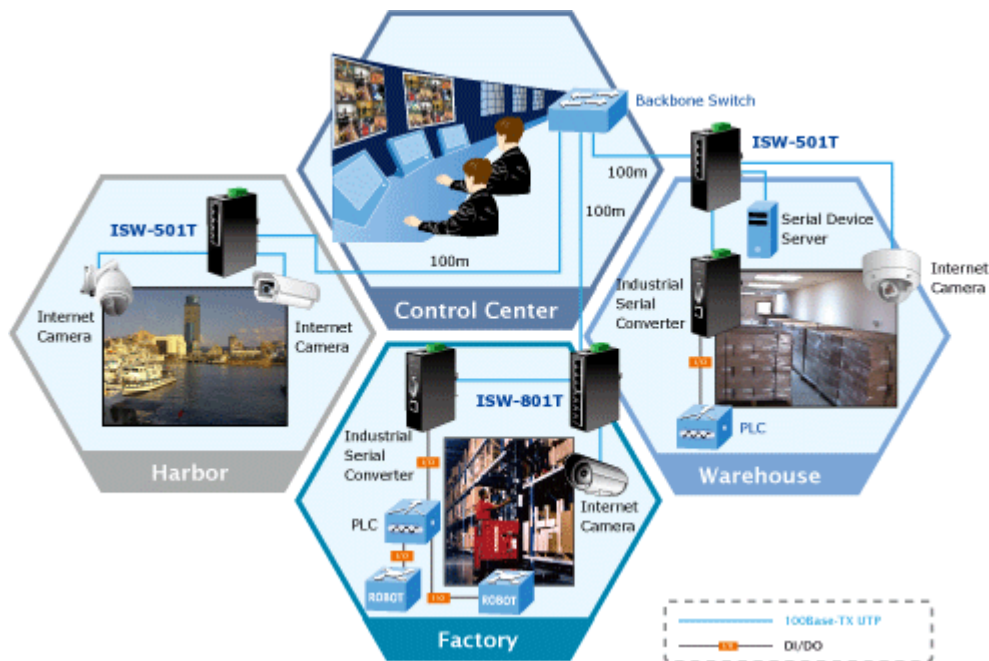 Backbone Switch
ISW-501T
100m
100m
ISW-501T
Serial Device
Server
100m
Internet
Camera
Industrial
Serial
Converter
Internet
Camera
Internet
Camera
Control Center
I/O
ISW-801T
PLC
Industrial
Serial
Converter
Harbor
Warehouse
I/O
Internet
Camera
PLC
I/O
ROBOT
I/O
ROBOT
Factory
100Base-TX UTP
I/O
DI/DO